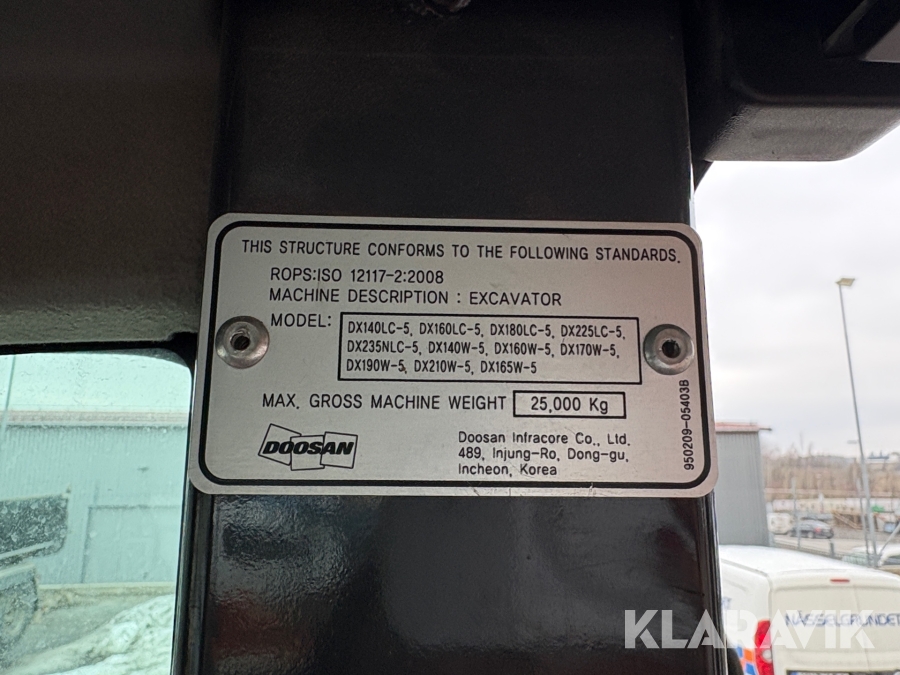 THIS STRUCTURE CONFORMS TO THE FOLLOWING STANDARDS.
ROPS:ISO 12117-2:2008
MACHINE DESCRIPTION : EXCAVATOR
MODEL:
DX140LC-5, DX160LC-5, DX180LC-5, DX225LC-5,
DX235NLC-5, DX140W-5, DX160W-5, DX170W-5,
DX190W-5, DX210W-5, DX165W-5
MAX. GROSS MACHINE WEIGHT 25,000 Kg
DOOSAN
Doosan Infracore Co., Ltd.
489, Injung-Ro, Dong-gu,
Incheon, Korea
950209-05403B
NÄSSELGRUNDET
KLARAVIK